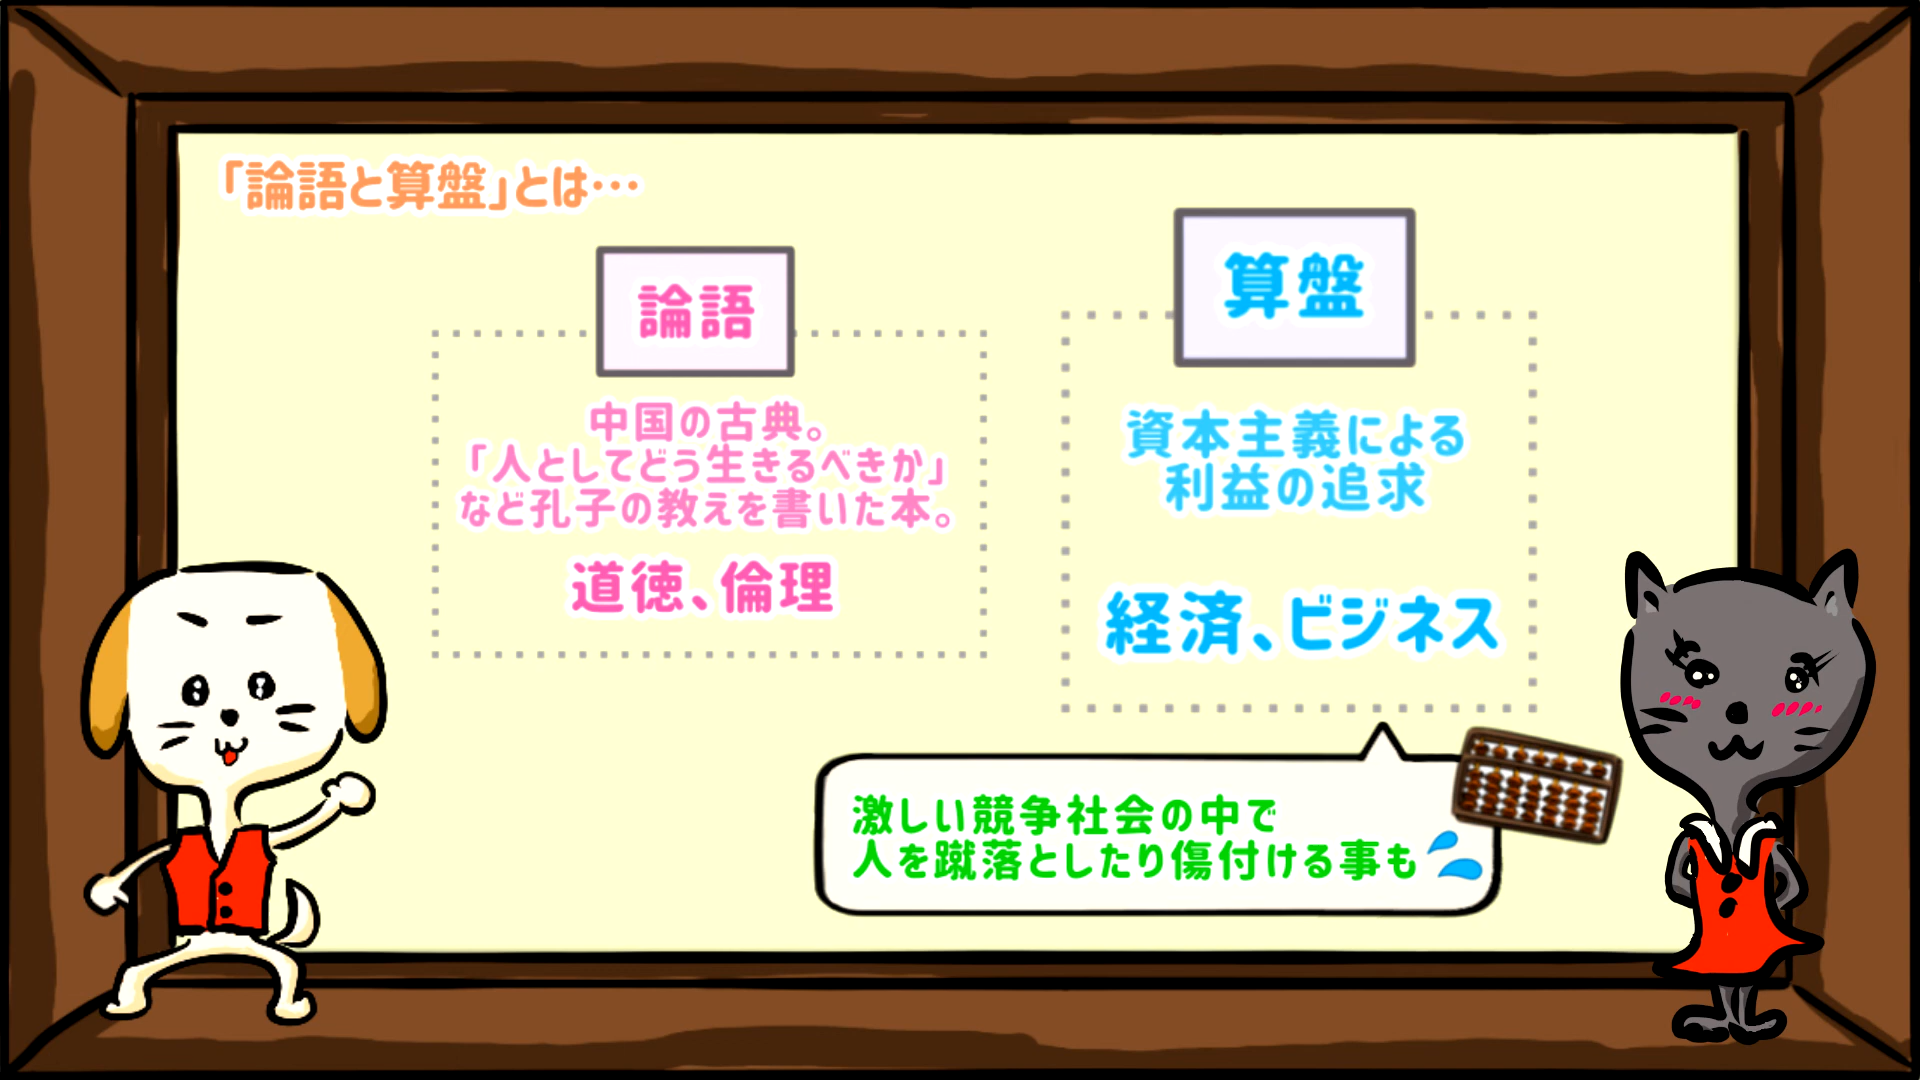 「論語と算盤」とは…
論語
中国の古典。
「人としてどう生きるべきか」
など孔子の教えを書いた本。
道徳、倫理
算盤
資本主義による
利益の追求
経済、ビジネス
激しい競争社会の中で
人を蹴落としたり傷付ける事も